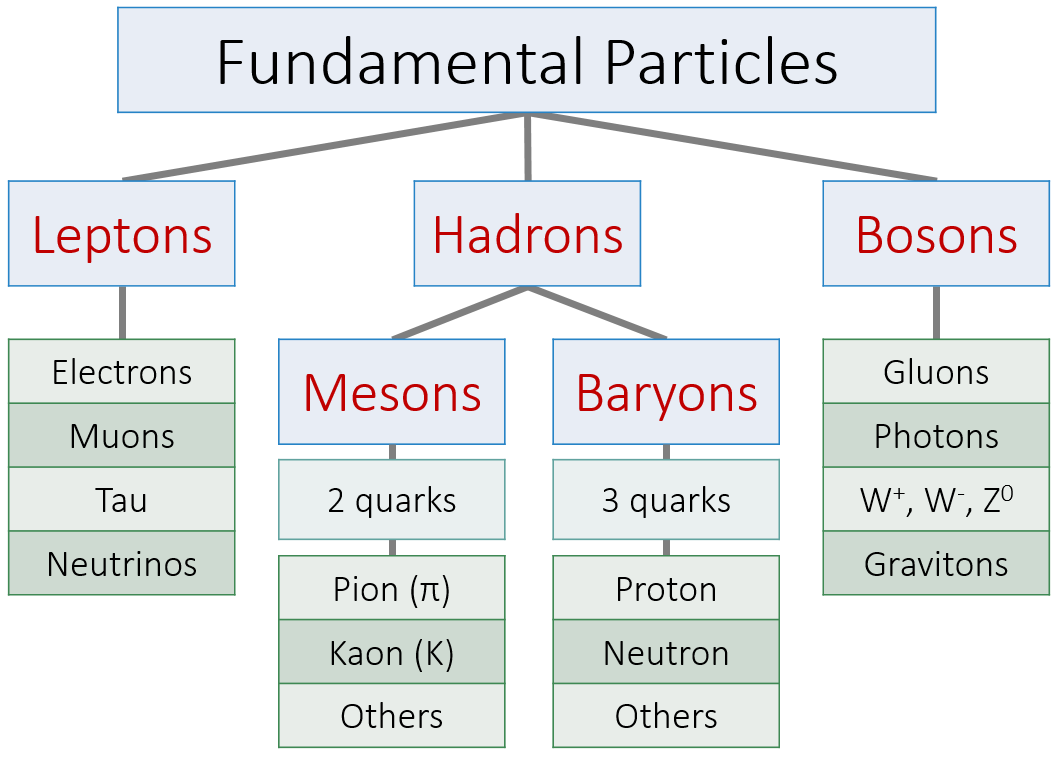 Fundamental Particles
Leptons
Hadrons
Bosons
Electrons
Muons
Tau
Neutrinos
Mesons
2 quarks
Pion (π)
Kaon (K)
Others
Baryons
3 quarks
Proton
Neutron
Others
Gluons
Photons
W⁺, W⁻, Z⁰
Gravitons